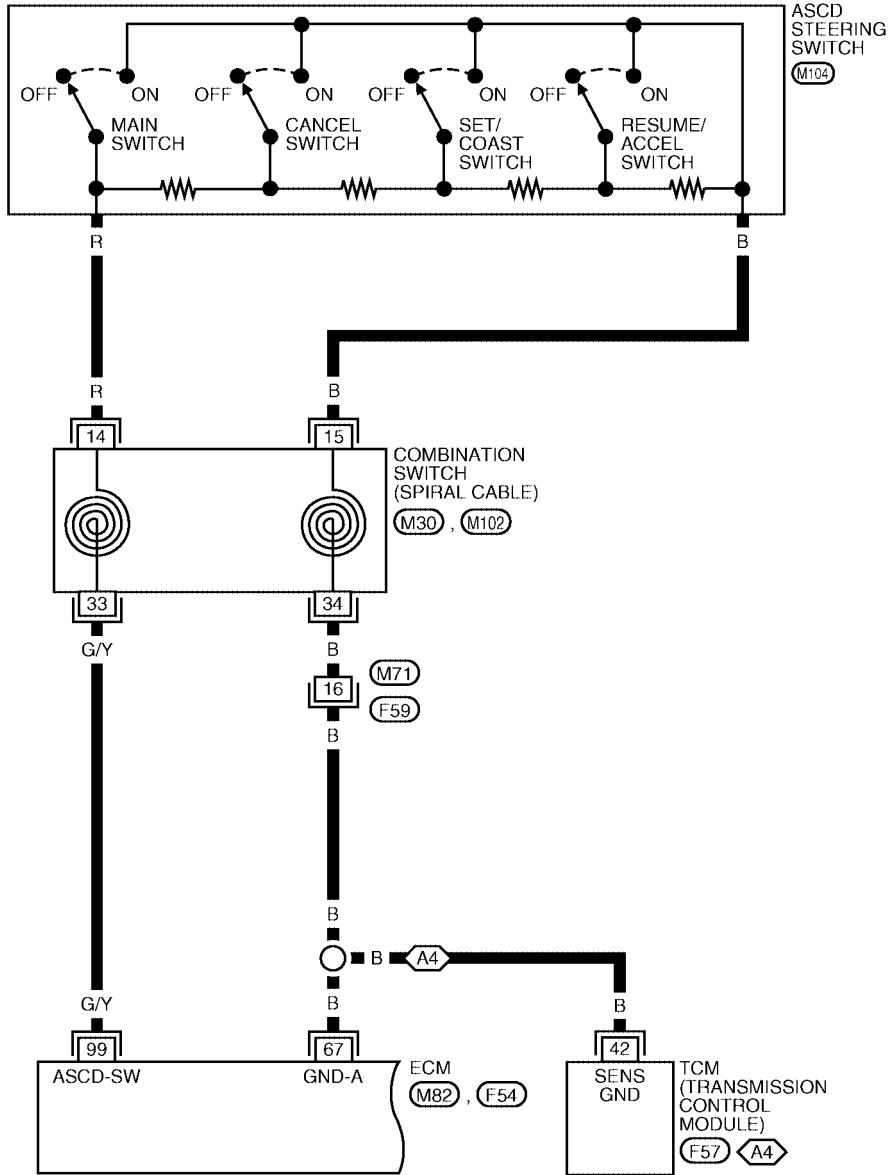 ASCD
STEERING
SWITCH
M104
OFF ON OFF ON OFF ON OFF ON
MAIN
SWITCH
CANCEL
SWITCH
SET/
COAST
SWITCH
RESUME/
ACCEL
SWITCH
R B
R B
14 15
COMBINATION
SWITCH
(SPIRAL CABLE)
M30 , M102
33 34
G/Y B
M71
16
F59
B
B
B A4
G/Y B B
99 67 42
ASCD-SW GND-A
ECM
M82 , F54
SENS
GND
TCM
(TRANSMISSION
CONTROL
MODULE)
F57 A4